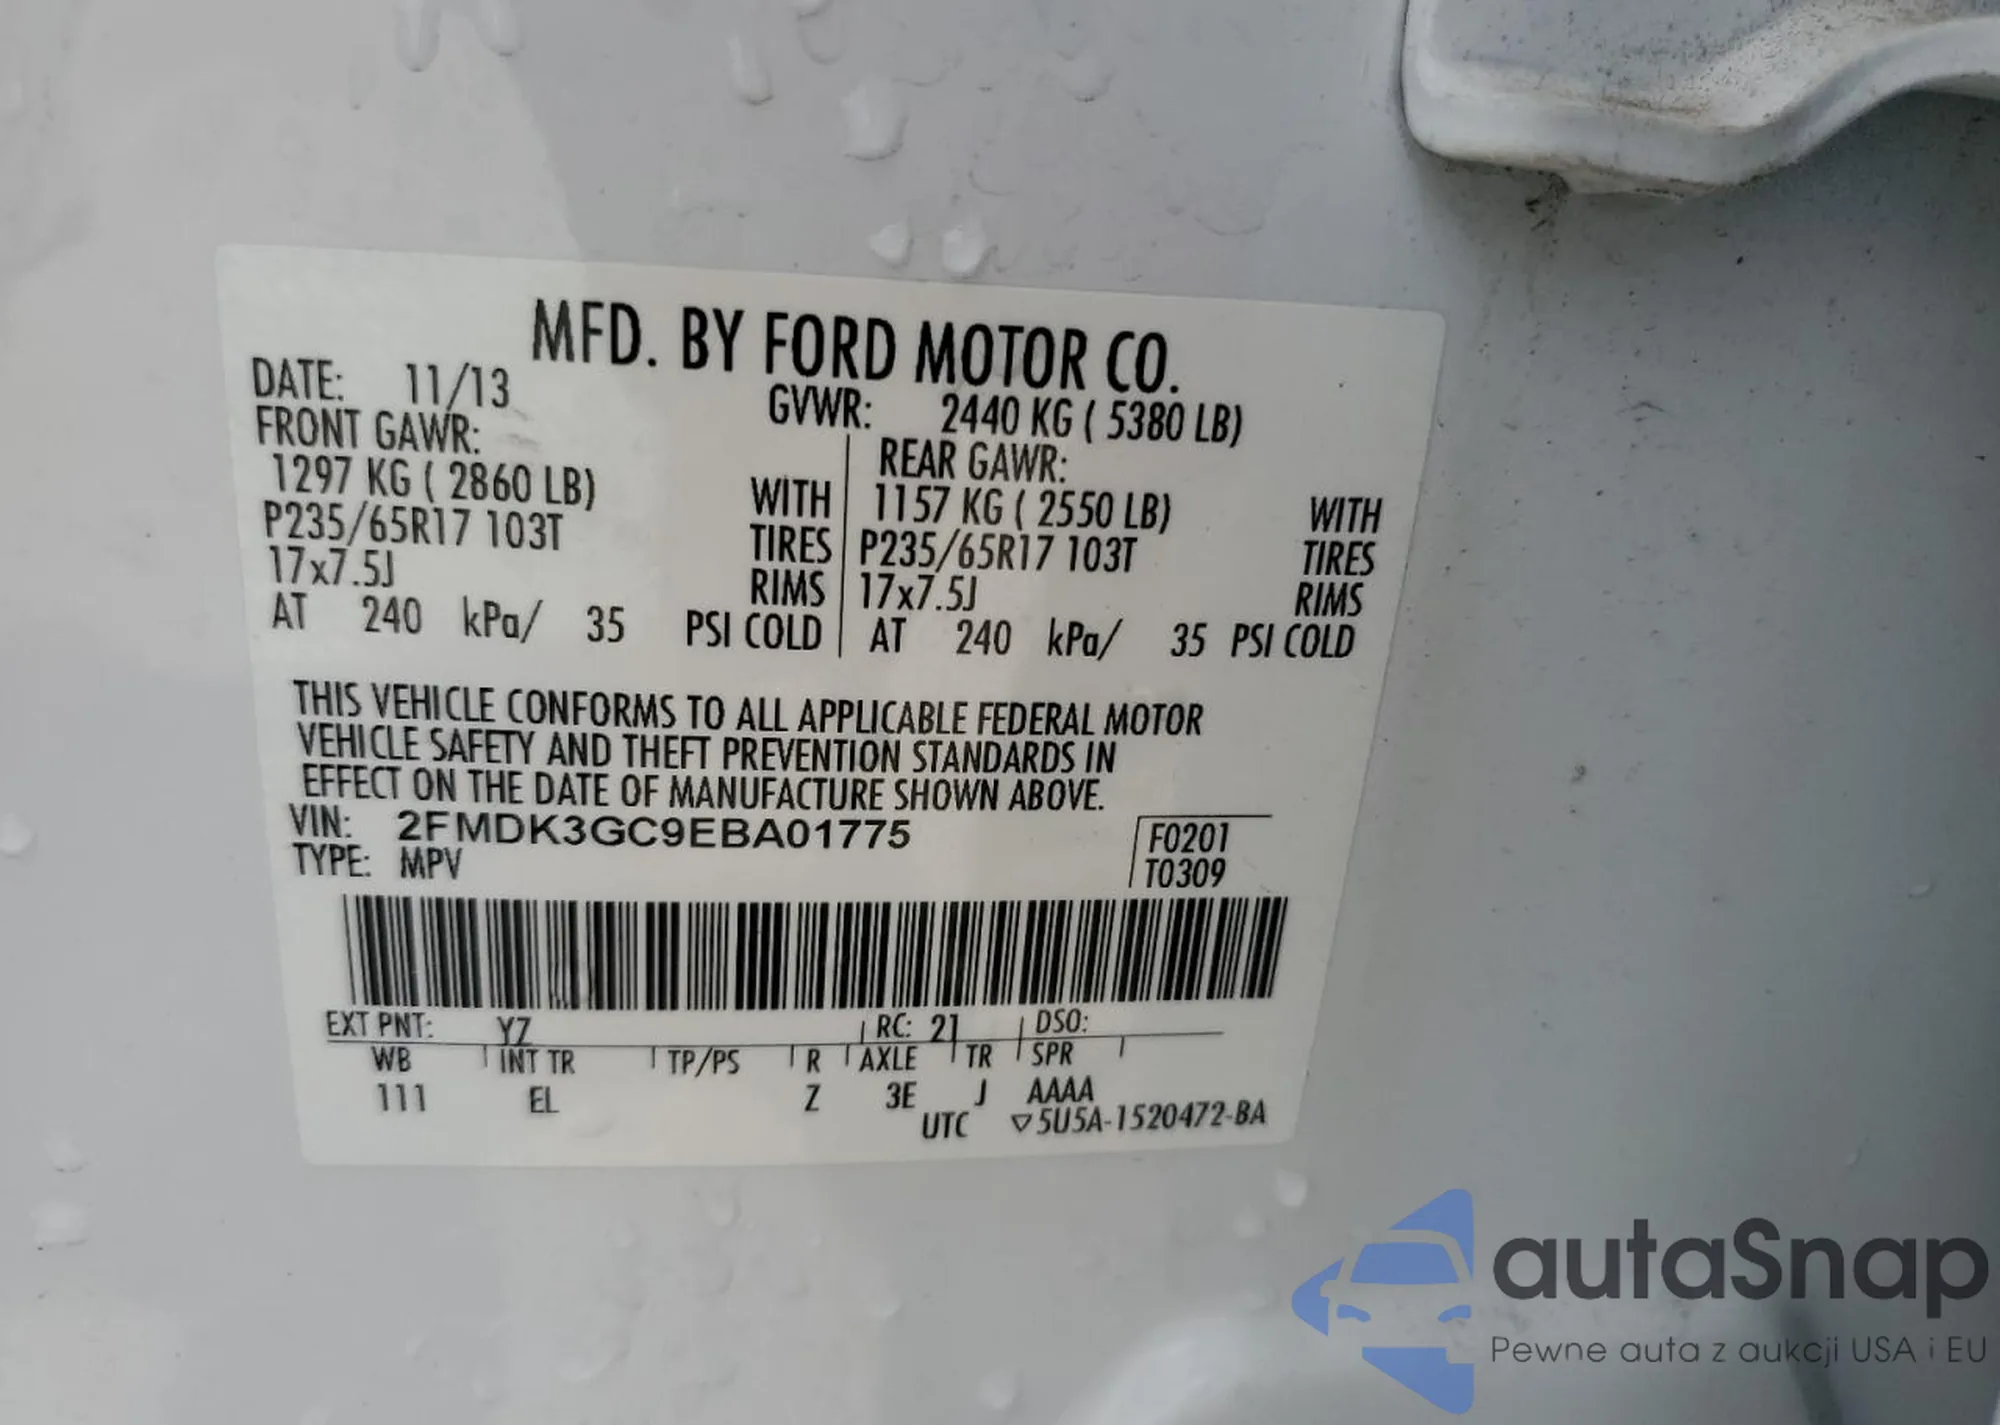 MFD. BY FORD MOTOR CO.
DATE: 11/13 GVWR: 2440 KG ( 5380 LB)
FRONT GAWR: REAR GAWR:
1297 KG ( 2860 LB) WITH 1157 KG ( 2550 LB) WITH
P235/65R17 103T TIRES P235/65R17 103T TIRES
17x7.5J RIMS 17x7.5J RIMS
AT 240 kPa/ 35 PSI COLD AT 240 kPa/ 35 PSI COLD
THIS VEHICLE CONFORMS TO ALL APPLICABLE FEDERAL MOTOR
VEHICLE SAFETY AND THEFT PREVENTION STANDARDS IN
EFFECT ON THE DATE OF MANUFACTURE SHOWN ABOVE.
VIN: 2FMDK3GC9EBA01775 F0201
TYPE: MPV T0309
EXT PNT: YZ RC: 21 DSO:
WB INT TR TP/PS R AXLE TR SPR
111 EL Z 3E J AAAA
UTC ▽5U5A-1520472-BA
autaSnap
Pewne auta z aukcji USA i EU